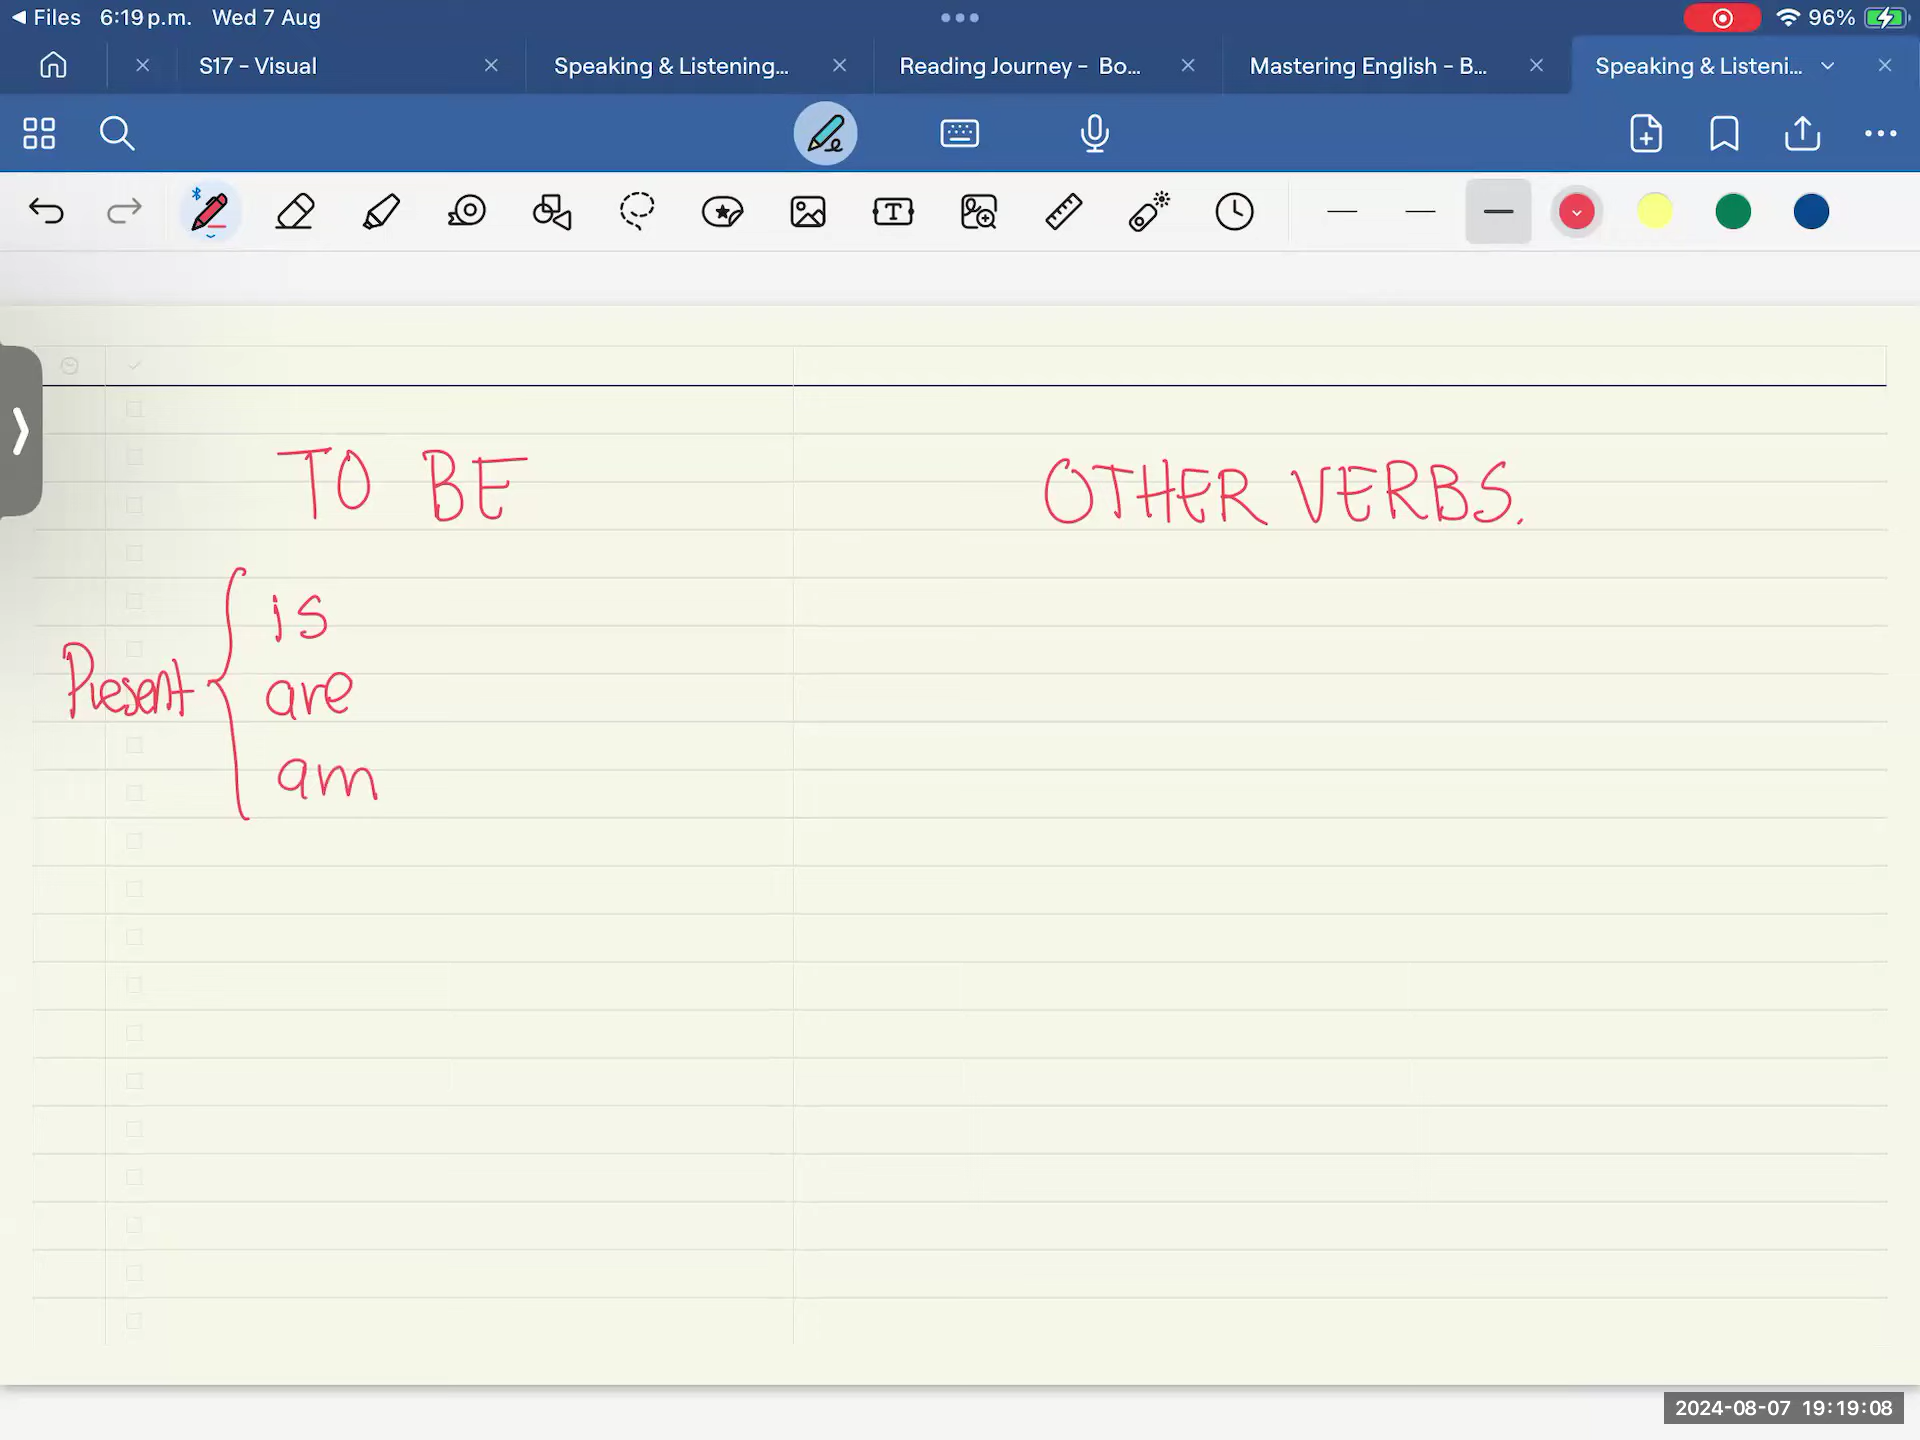 Files 6:19 p.m. Wed 7 Aug 96%
S17 - Visual Speaking & Listening... Reading Journey - Bo... Mastering English - B... Speaking & Listeni...
TO BE OTHER VERBS.
is
Present are
am
2024-08-07 19:19:08